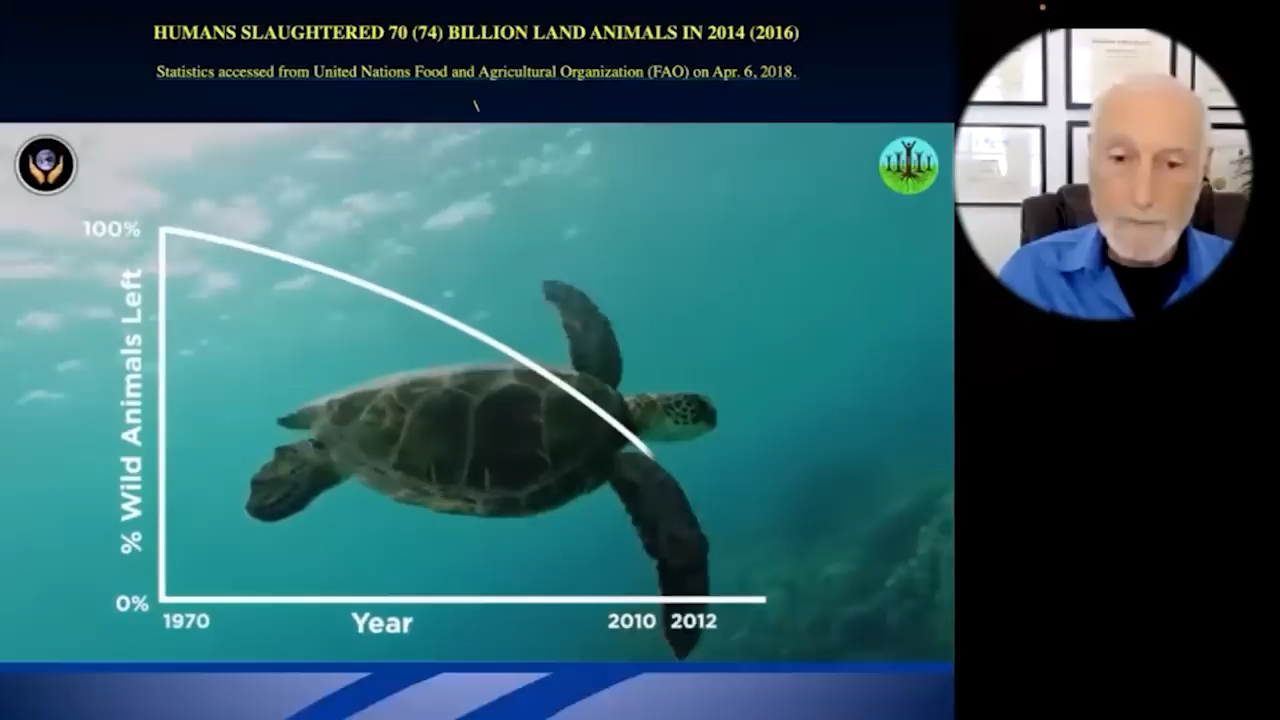 HUMANS SLAUGHTERED 70 (74) BILLION LAND ANIMALS IN 2014 (2016)
Statistics accessed from United Nations Food and Agricultural Organization (FAO) on Apr. 6, 2018.
\
100%
% Wild Animals Left
0%
1970
Year
2010 2012